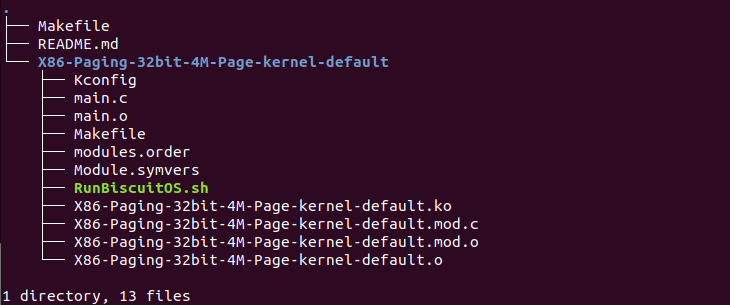 .
├── Makefile
├── README.md
└── X86-Paging-32bit-4M-Page-kernel-default
    ├── Kconfig
    ├── main.c
    ├── main.o
    ├── Makefile
    ├── modules.order
    ├── Module.symvers
    ├── RunBiscuitOS.sh
    ├── X86-Paging-32bit-4M-Page-kernel-default.ko
    ├── X86-Paging-32bit-4M-Page-kernel-default.mod.c
    ├── X86-Paging-32bit-4M-Page-kernel-default.mod.o
    └── X86-Paging-32bit-4M-Page-kernel-default.o

1 directory, 13 files